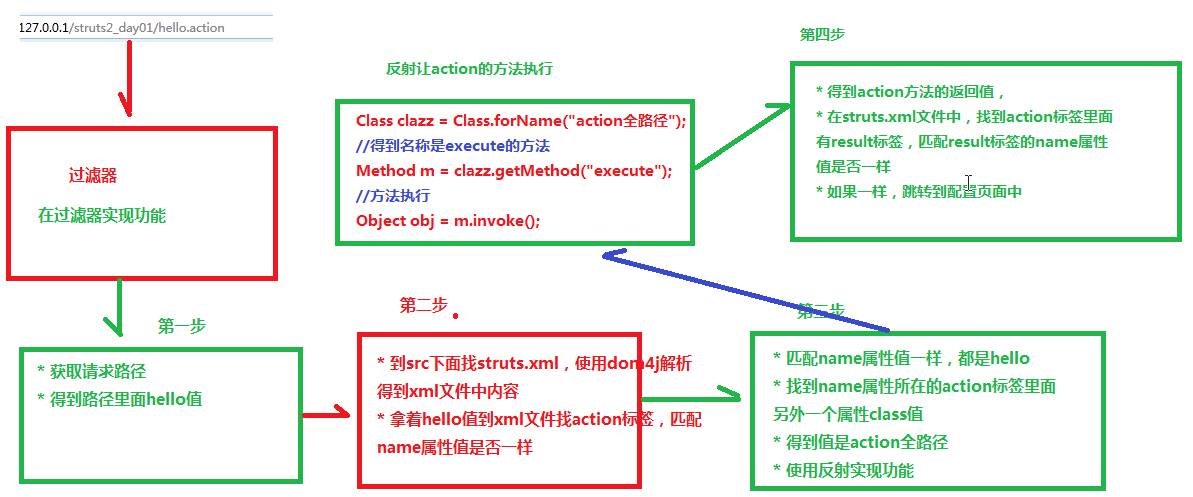 127.0.0.1/struts2_day01/hello.action
过滤器
在过滤器实现功能
第一步
* 获取请求路径
* 得到路径里面hello值
第二步
* 到src下面找struts.xml，使用dom4j解析
得到xml文件中内容
* 拿着hello值到xml文件找action标签，匹配
name属性值是否一样
第三步
* 匹配name属性值一样，都是hello
* 找到name属性所在的action标签里面
另外一个属性class值
* 得到值是action全路径
* 使用反射实现功能
反射让action的方法执行
Class clazz = Class.forName("action全路径");
//得到名称是execute的方法
Method m = clazz.getMethod("execute");
//方法执行
Object obj = m.invoke();
第四步
* 得到action方法的返回值，
* 在struts.xml文件中，找到action标签里面
有result标签，匹配result标签的name属性
值是否一样
* 如果一样，跳转到配置页面中